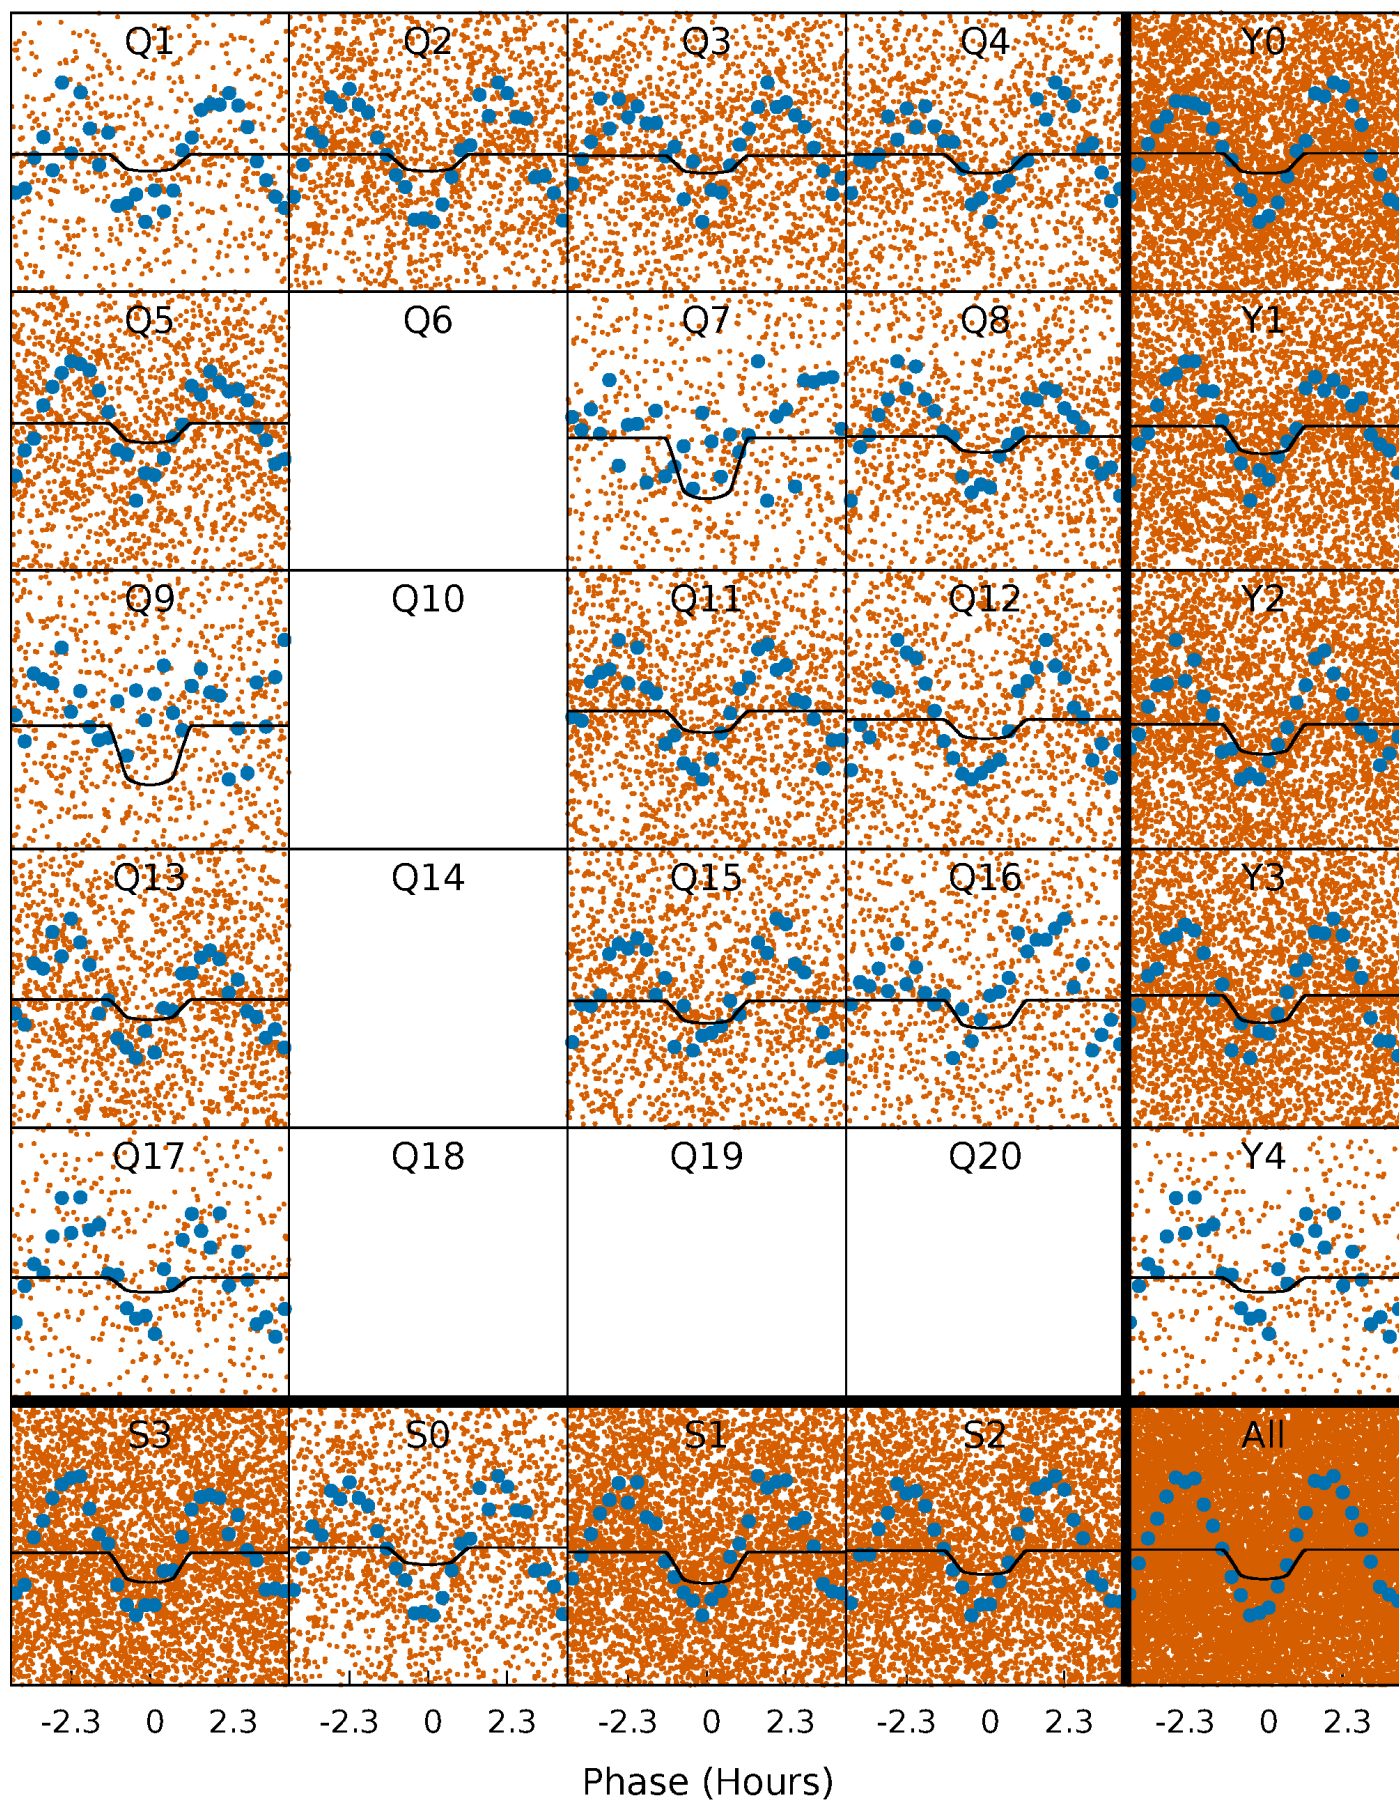 Q1 Q2 Q3 Q4 Y0
Q5 Q6 Q7 Q8 Y1
Q9 Q10 Q11 Q12 Y2
Q13 Q14 Q15 Q16 Y3
Q17 Q18 Q19 Q20 Y4
S3 S0 S1 S2 All
-2.3 0 2.3 -2.3 0 2.3 -2.3 0 2.3 -2.3 0 2.3 -2.3 0 2.3
Phase (Hours)